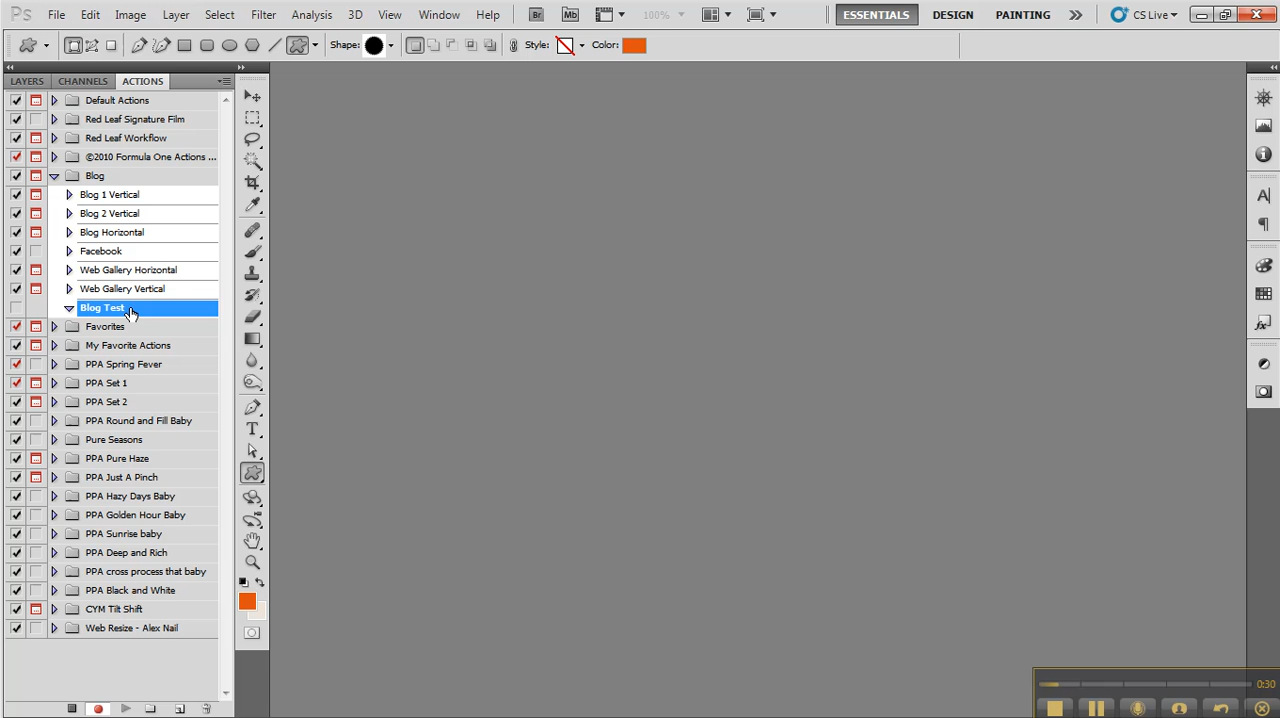 Ps File Edit Image Layer Select Filter Analysis 3D View Window Help Br Mb 100% ESSENTIALS DESIGN PAINTING CS Live
Shape: Style: Color:
LAYERS CHANNELS ACTIONS
Default Actions
Red Leaf Signature Film
Red Leaf Workflow
©2010 Formula One Actions ...
Blog
Blog 1 Vertical
Blog 2 Vertical
Blog Horizontal
Facebook
Web Gallery Horizontal
Web Gallery Vertical
Blog Test
Favorites
My Favorite Actions
PPA Spring Fever
PPA Set 1
PPA Set 2
PPA Round and Fill Baby
Pure Seasons
PPA Pure Haze
PPA Just A Pinch
PPA Hazy Days Baby
PPA Golden Hour Baby
PPA Sunrise baby
PPA Deep and Rich
PPA cross process that baby
PPA Black and White
CYM Tilt Shift
Web Resize - Alex Nail
0:30